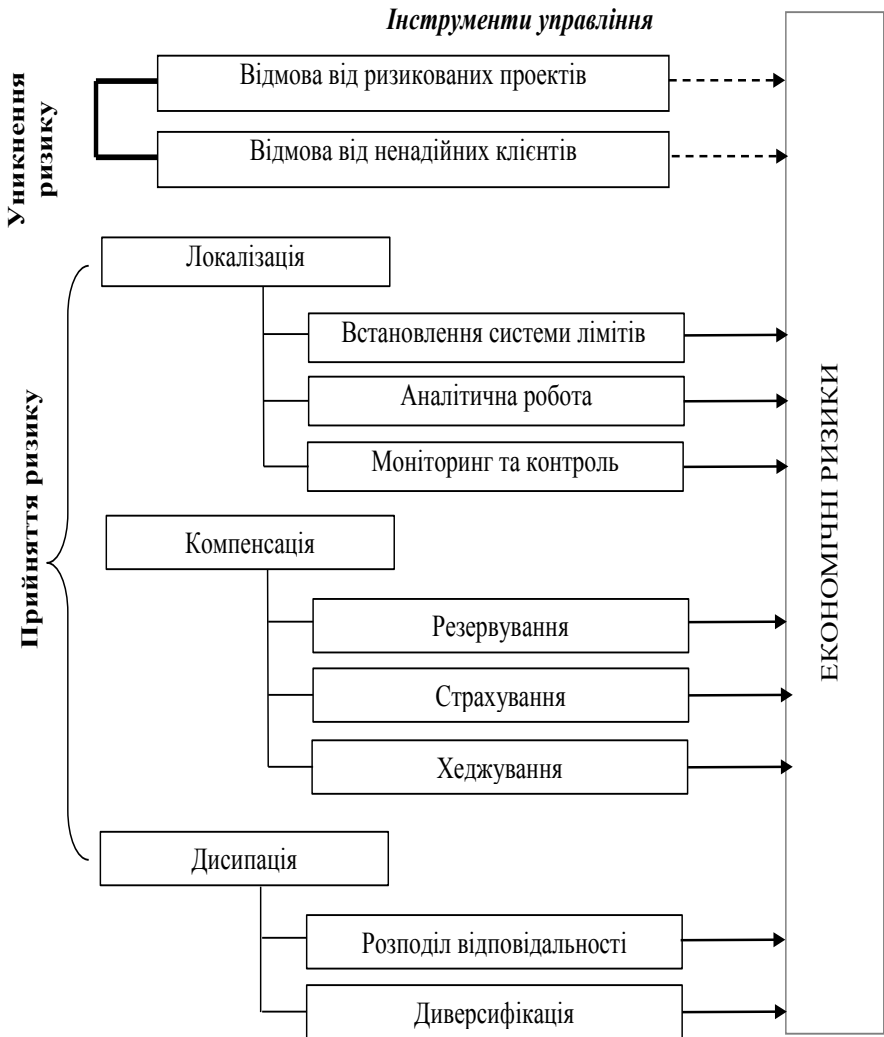 Інструменти управління
Уникнення
ризику
Відмова від ризикованих проектів
Відмова від ненадійних клієнтів
Прийняття ризику
Локалізація
Встановлення системи лімітів
Аналітична робота
Моніторинг та контроль
Компенсація
Резервування
Страхування
Хеджування
Дисипація
Розподіл відповідальності
Диверсифікація
ЕКОНОМІЧНІ РИЗИКИ